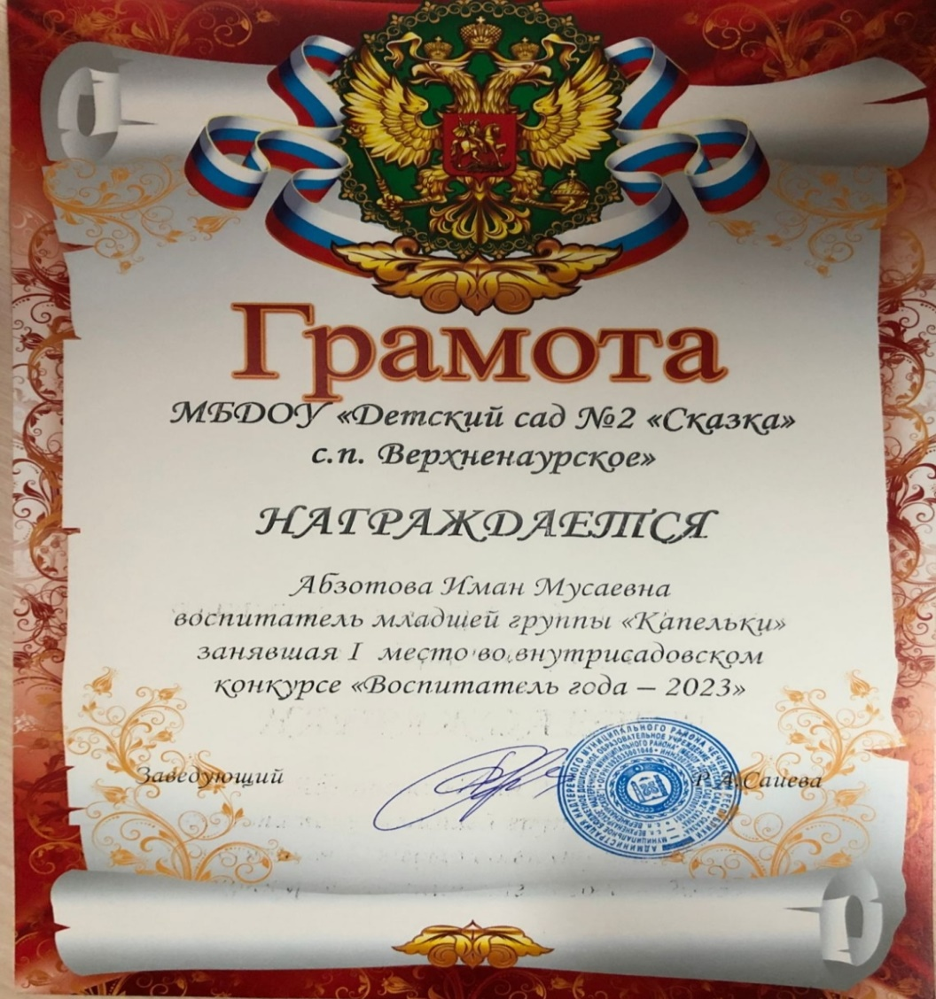 Грамота
МБДОУ «Детский сад №2 «Сказка»
с.п. Верхненаурское»
НАГРАЖДАЕТСЯ
Абзотова Иман Мусаевна
воспитатель младшей группы «Капельки»
занявшая I место во внутрисадовском
конкурсе «Воспитатель года – 2023»
Заведующий Р.А.Саиева